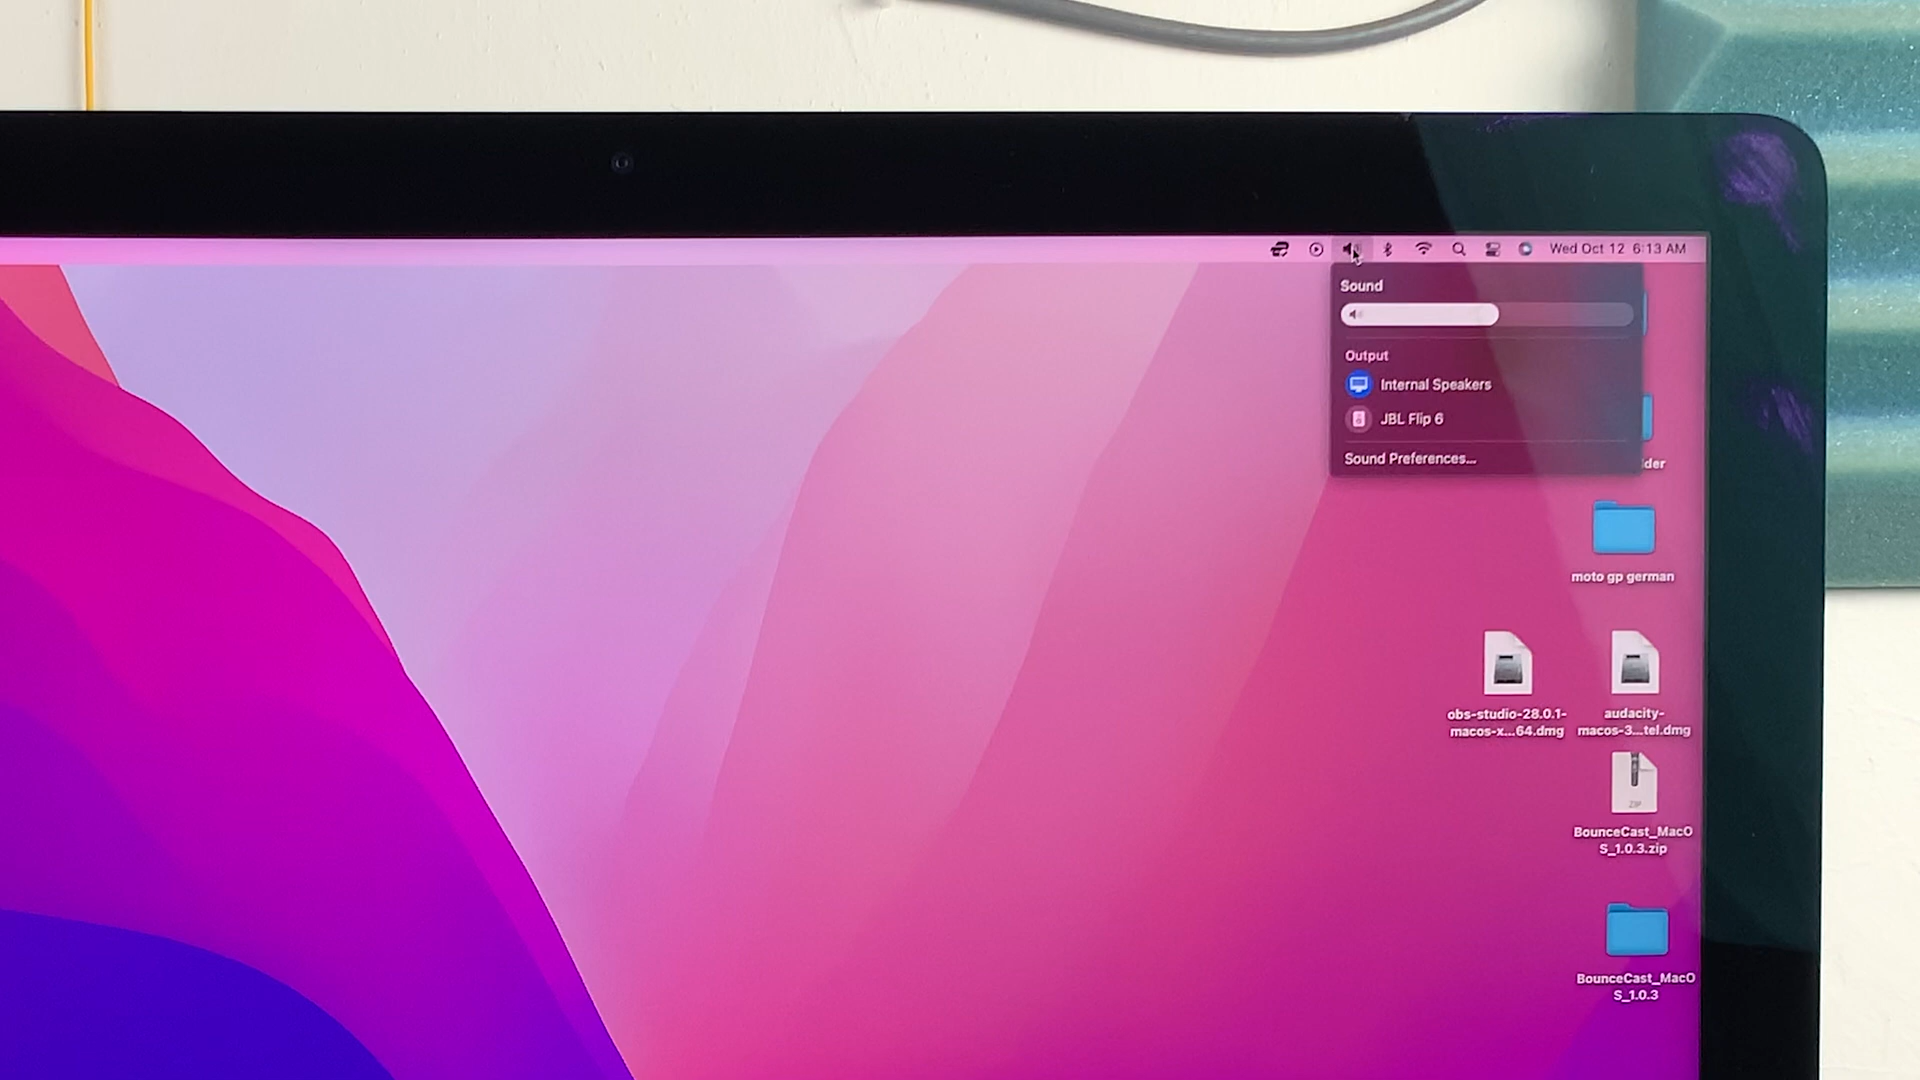 Wed Oct 12 6:13 AM
Sound
Output
Internal Speakers
JBL Flip 6
Sound Preferences...
lder
moto gp german
obs-studio-28.0.1-
macos-x...64.dmg
audacity-
macos-3...tel.dmg
ZIP
BounceCast_MacO
S_1.0.3.zip
BounceCast_MacO
S_1.0.3